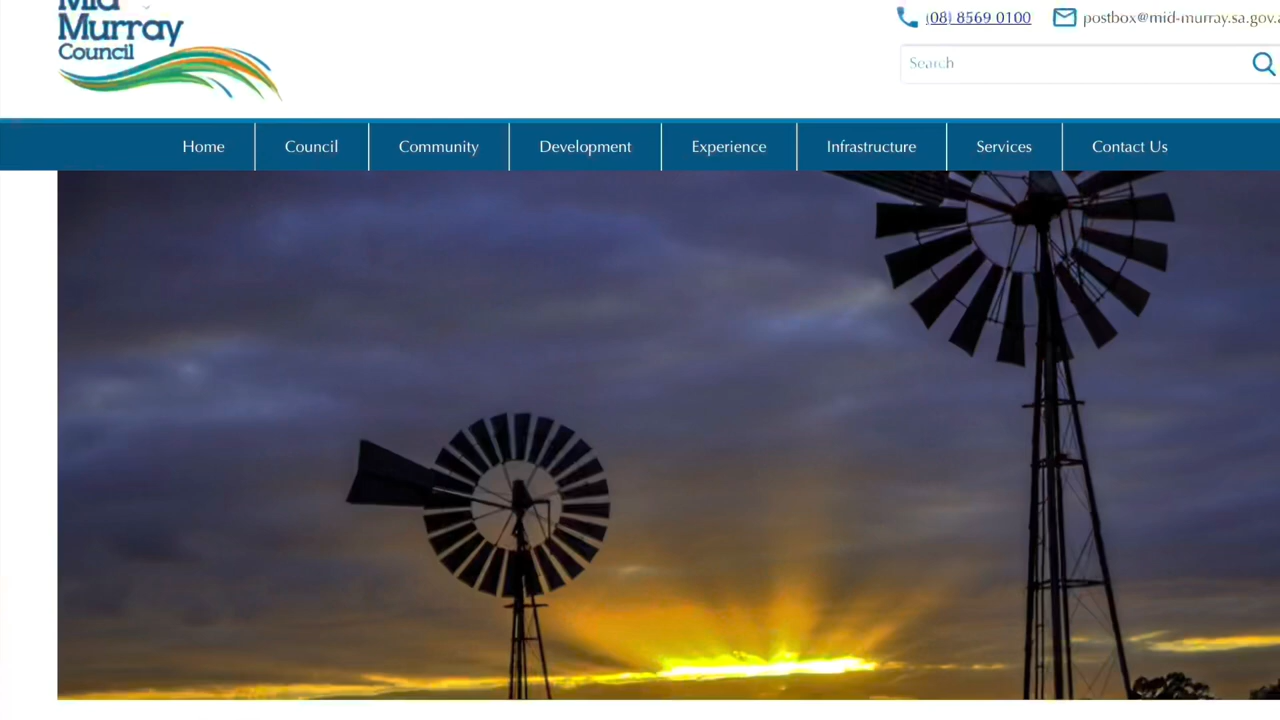 Mid
Murray
Council
(08) 8569 0100
postbox@mid-murray.sa.gov.a
Search
Home
Council
Community
Development
Experience
Infrastructure
Services
Contact Us